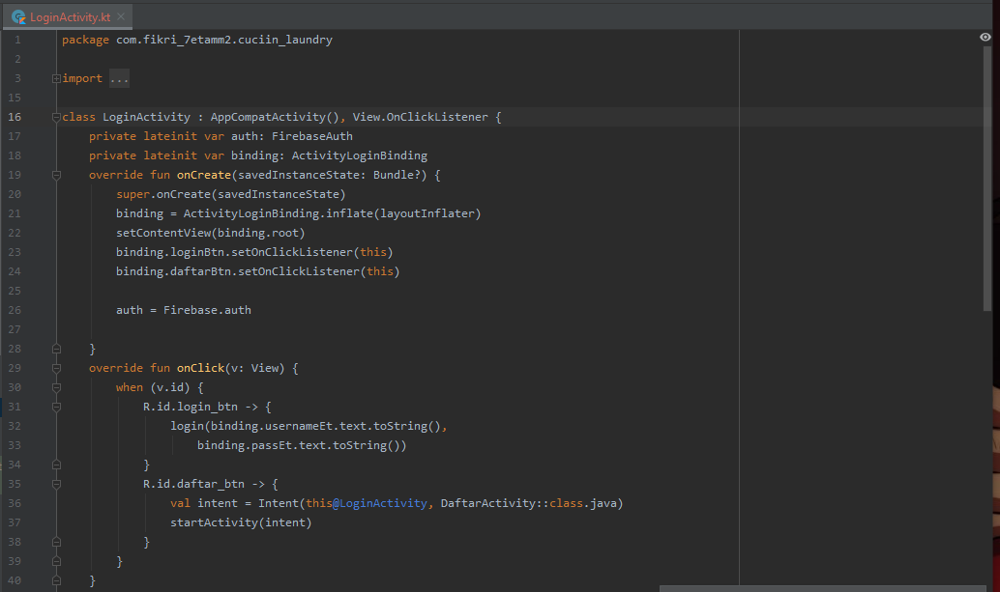 LoginActivity.kt
1 package com.fikri_7etamm2.cuciin_laundry
2
3 import ...
15
16 class LoginActivity : AppCompatActivity(), View.OnClickListener {
17 private lateinit var auth: FirebaseAuth
18 private lateinit var binding: ActivityLoginBinding
19 override fun onCreate(savedInstanceState: Bundle?) {
20 super.onCreate(savedInstanceState)
21 binding = ActivityLoginBinding.inflate(layoutInflater)
22 setContentView(binding.root)
23 binding.loginBtn.setOnClickListener(this)
24 binding.daftarBtn.setOnClickListener(this)
25
26 auth = Firebase.auth
27
28 }
29 override fun onClick(v: View) {
30 when (v.id) {
31 R.id.login_btn -> {
32 login(binding.usernameEt.text.toString(),
33 binding.passEt.text.toString())
34 }
35 R.id.daftar_btn -> {
36 val intent = Intent(this@LoginActivity, DaftarActivity::class.java)
37 startActivity(intent)
38 }
39 }
40 }